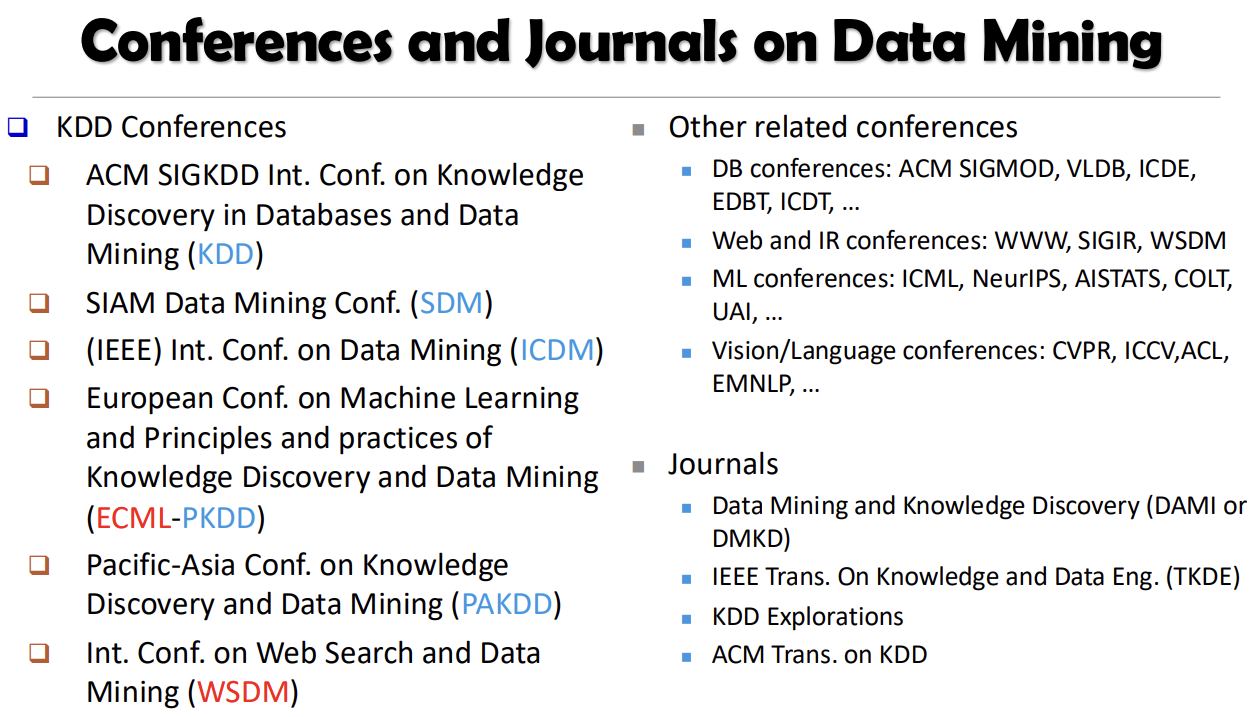 Conferences and Journals on Data Mining
KDD Conferences
ACM SIGKDD Int. Conf. on Knowledge
Discovery in Databases and Data
Mining (KDD)
SIAM Data Mining Conf. (SDM)
(IEEE) Int. Conf. on Data Mining (ICDM)
European Conf. on Machine Learning
and Principles and practices of
Knowledge Discovery and Data Mining
(ECML-PKDD)
Pacific-Asia Conf. on Knowledge
Discovery and Data Mining (PAKDD)
Int. Conf. on Web Search and Data
Mining (WSDM)
Other related conferences
DB conferences: ACM SIGMOD, VLDB, ICDE,
EDBT, ICDT, ...
Web and IR conferences: WWW, SIGIR, WSDM
ML conferences: ICML, NeurIPS, AISTATS, COLT,
UAI, ...
Vision/Language conferences: CVPR, ICCV,ACL,
EMNLP, ...
Journals
Data Mining and Knowledge Discovery (DAMI or
DMKD)
IEEE Trans. On Knowledge and Data Eng. (TKDE)
KDD Explorations
ACM Trans. on KDD